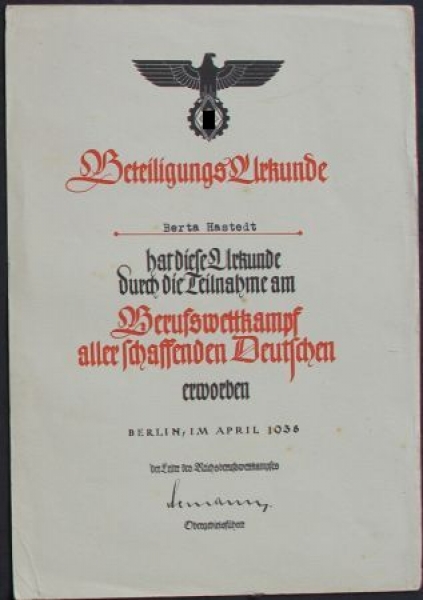 Beteiligungs Urkunde
Berta Hastedt
hat diese Urkunde
durch die Teilnahme am
Berufswettkampf
aller schaffenden Deutschen
erworben
BERLIN, IM APRIL 1938
der Leiter des Reichsberufswettkampfes
Obergebietsführer